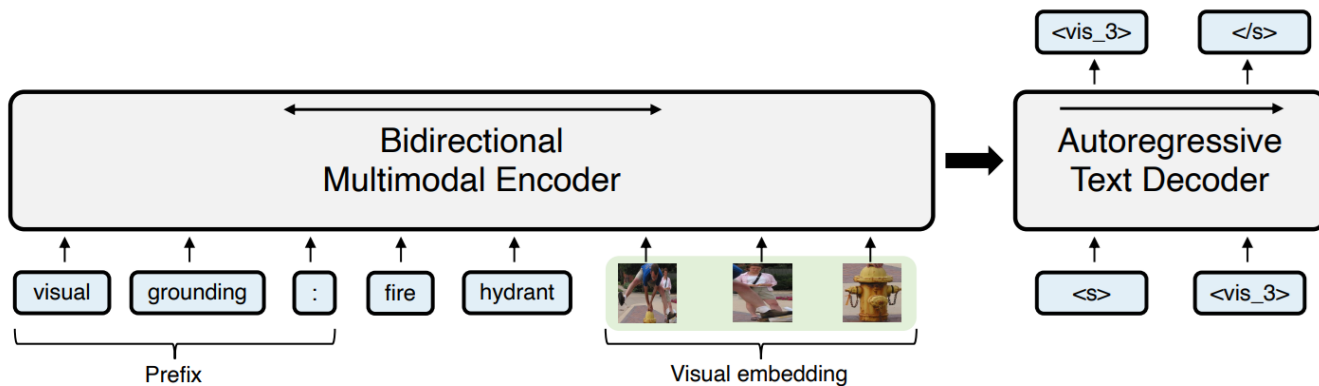 <vis_3> </s>
Bidirectional
Multimodal Encoder
Autoregressive
Text Decoder
visual grounding : fire hydrant
<s> <vis_3>
Prefix
Visual embedding